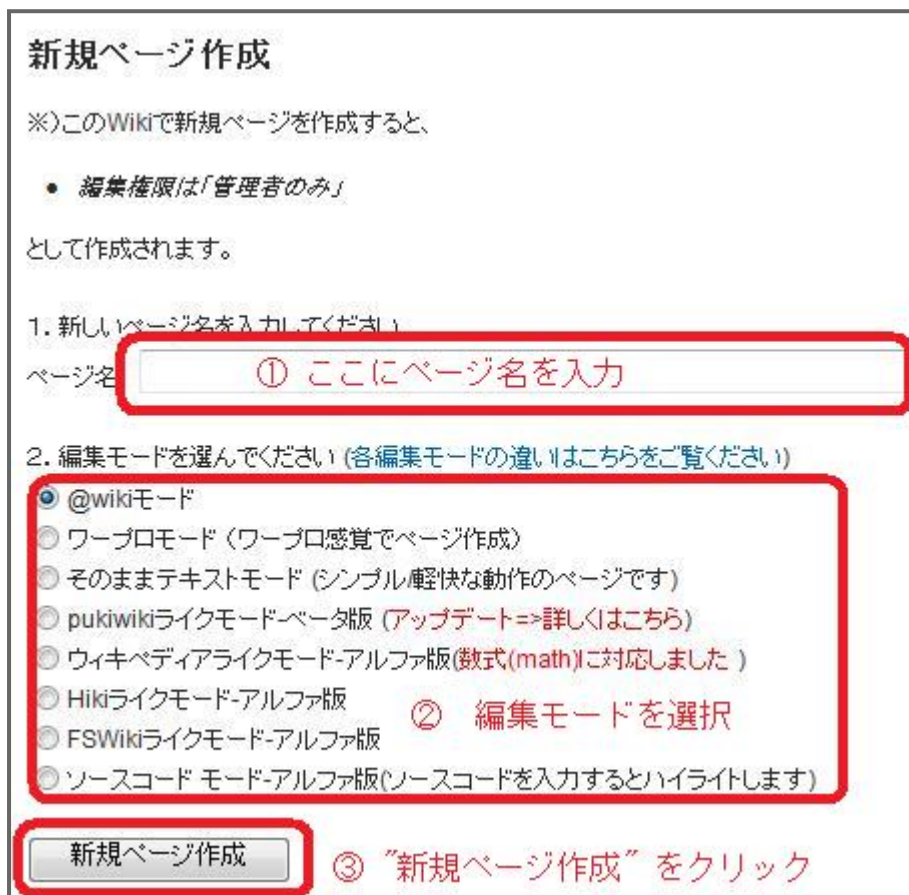 新規ページ作成
※)このWikiで新規ページを作成すると、
• 編集権限は「管理者のみ」
として作成されます。
1. 新しいページ名を入力してください
ページ名 ① ここにページ名を入力
2. 編集モードを選んでください (各編集モードの違いはこちらをご覧ください)
@wikiモード
ワープロモード (ワープロ感覚でページ作成)
そのままテキストモード (シンプル/軽快な動作のページです)
pukiwikiライクモード-ベータ版 (アップデート=>詳しくはこちら)
ウィキペディアライクモード-アルファ版(数式(math)に対応しました )
Hikiライクモード-アルファ版
② 編集モードを選択
FSWikiライクモード-アルファ版
ソースコード モード-アルファ版(ソースコードを入力するとハイライトします)
新規ページ作成 ③ "新規ページ作成" をクリック